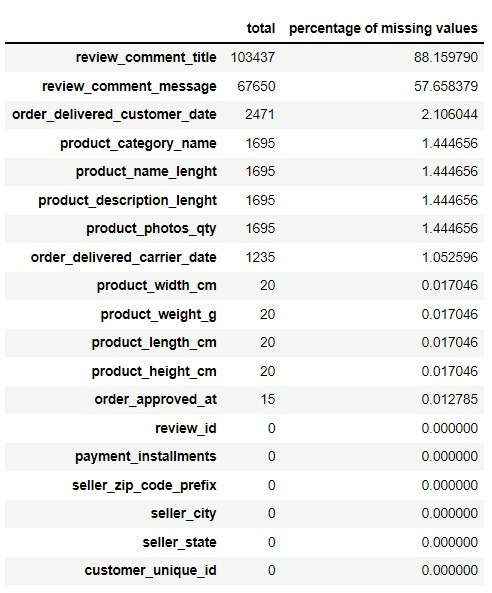 total percentage of missing values
review_comment_title 103437 88.159790
review_comment_message 67650 57.658379
order_delivered_customer_date 2471 2.106044
product_category_name 1695 1.444656
product_name_lenght 1695 1.444656
product_description_lenght 1695 1.444656
product_photos_qty 1695 1.444656
order_delivered_carrier_date 1235 1.052596
product_width_cm 20 0.017046
product_weight_g 20 0.017046
product_length_cm 20 0.017046
product_height_cm 20 0.017046
order_approved_at 15 0.012785
review_id 0 0.000000
payment_installments 0 0.000000
seller_zip_code_prefix 0 0.000000
seller_city 0 0.000000
seller_state 0 0.000000
customer_unique_id 0 0.000000